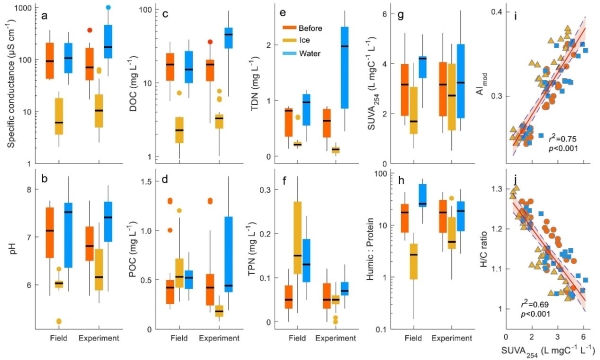 a
c
e
g
i
Before
Ice
Water
Specific conductance (µS cm⁻¹)
1000
100
10
1
DOC (mg L⁻¹)
100
10
1
TDN (mg L⁻¹)
2
1
0
SUVA₂₅₄ (L mgC⁻¹ L⁻¹)
6
4
2
0
AI_mod
0.4
0.3
r²=0.75
p<0.001
b
d
f
h
j
pH
8
7
6
POC (mg L⁻¹)
1.5
1.0
0.5
0.0
TPN (mg L⁻¹)
0.3
0.2
0.1
0
Humic : Protein
100
10
1
0.1
H/C ratio
1.3
1.2
1.1
1.0
r²=0.69
p<0.001
Field Experiment
Field Experiment
Field Experiment
Field Experiment
0 2 4 6
SUVA₂₅₄ (L mgC⁻¹ L⁻¹)